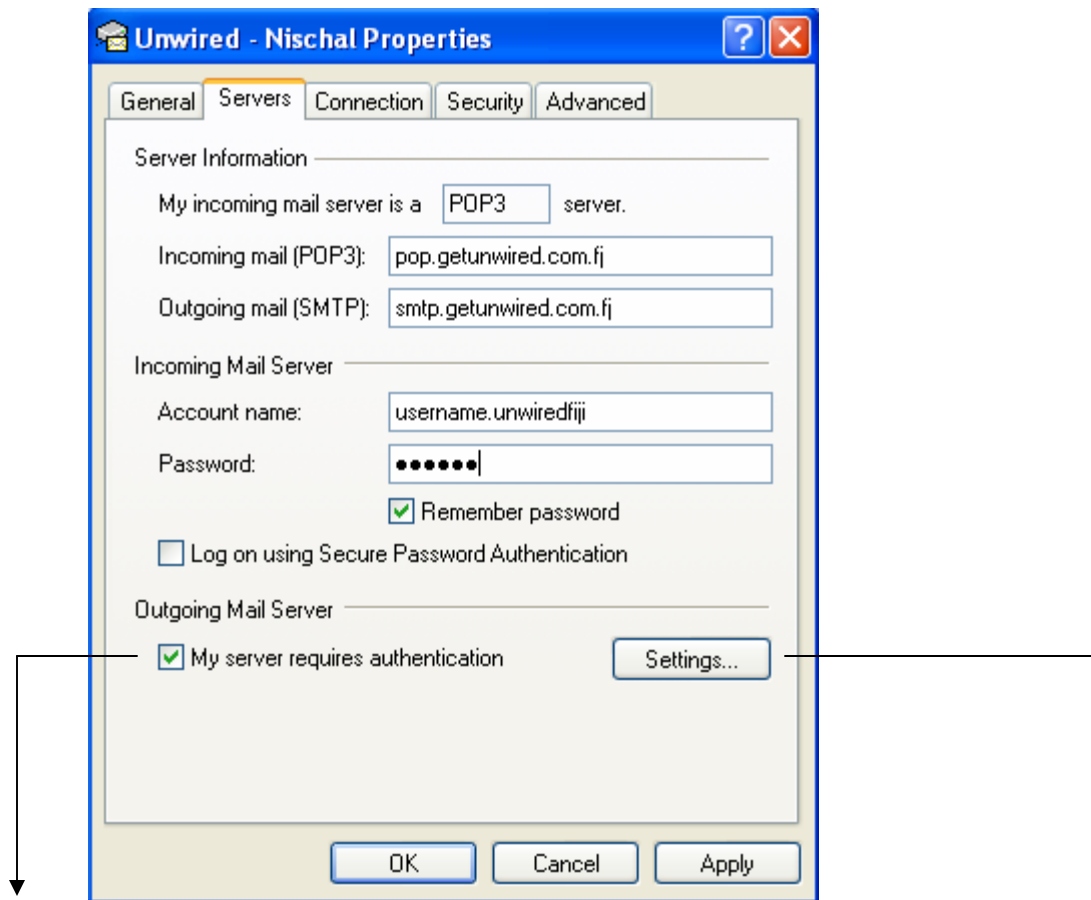 Unwired - Nischal Properties
General Servers Connection Security Advanced
Server Information
My incoming mail server is a POP3 server.
Incoming mail (POP3): pop.getunwired.com.fj
Outgoing mail (SMTP): smtp.getunwired.com.fj
Incoming Mail Server
Account name: username.unwiredfiji
Password: ●●●●●●
Remember password
Log on using Secure Password Authentication
Outgoing Mail Server
My server requires authentication Settings...
OK Cancel Apply